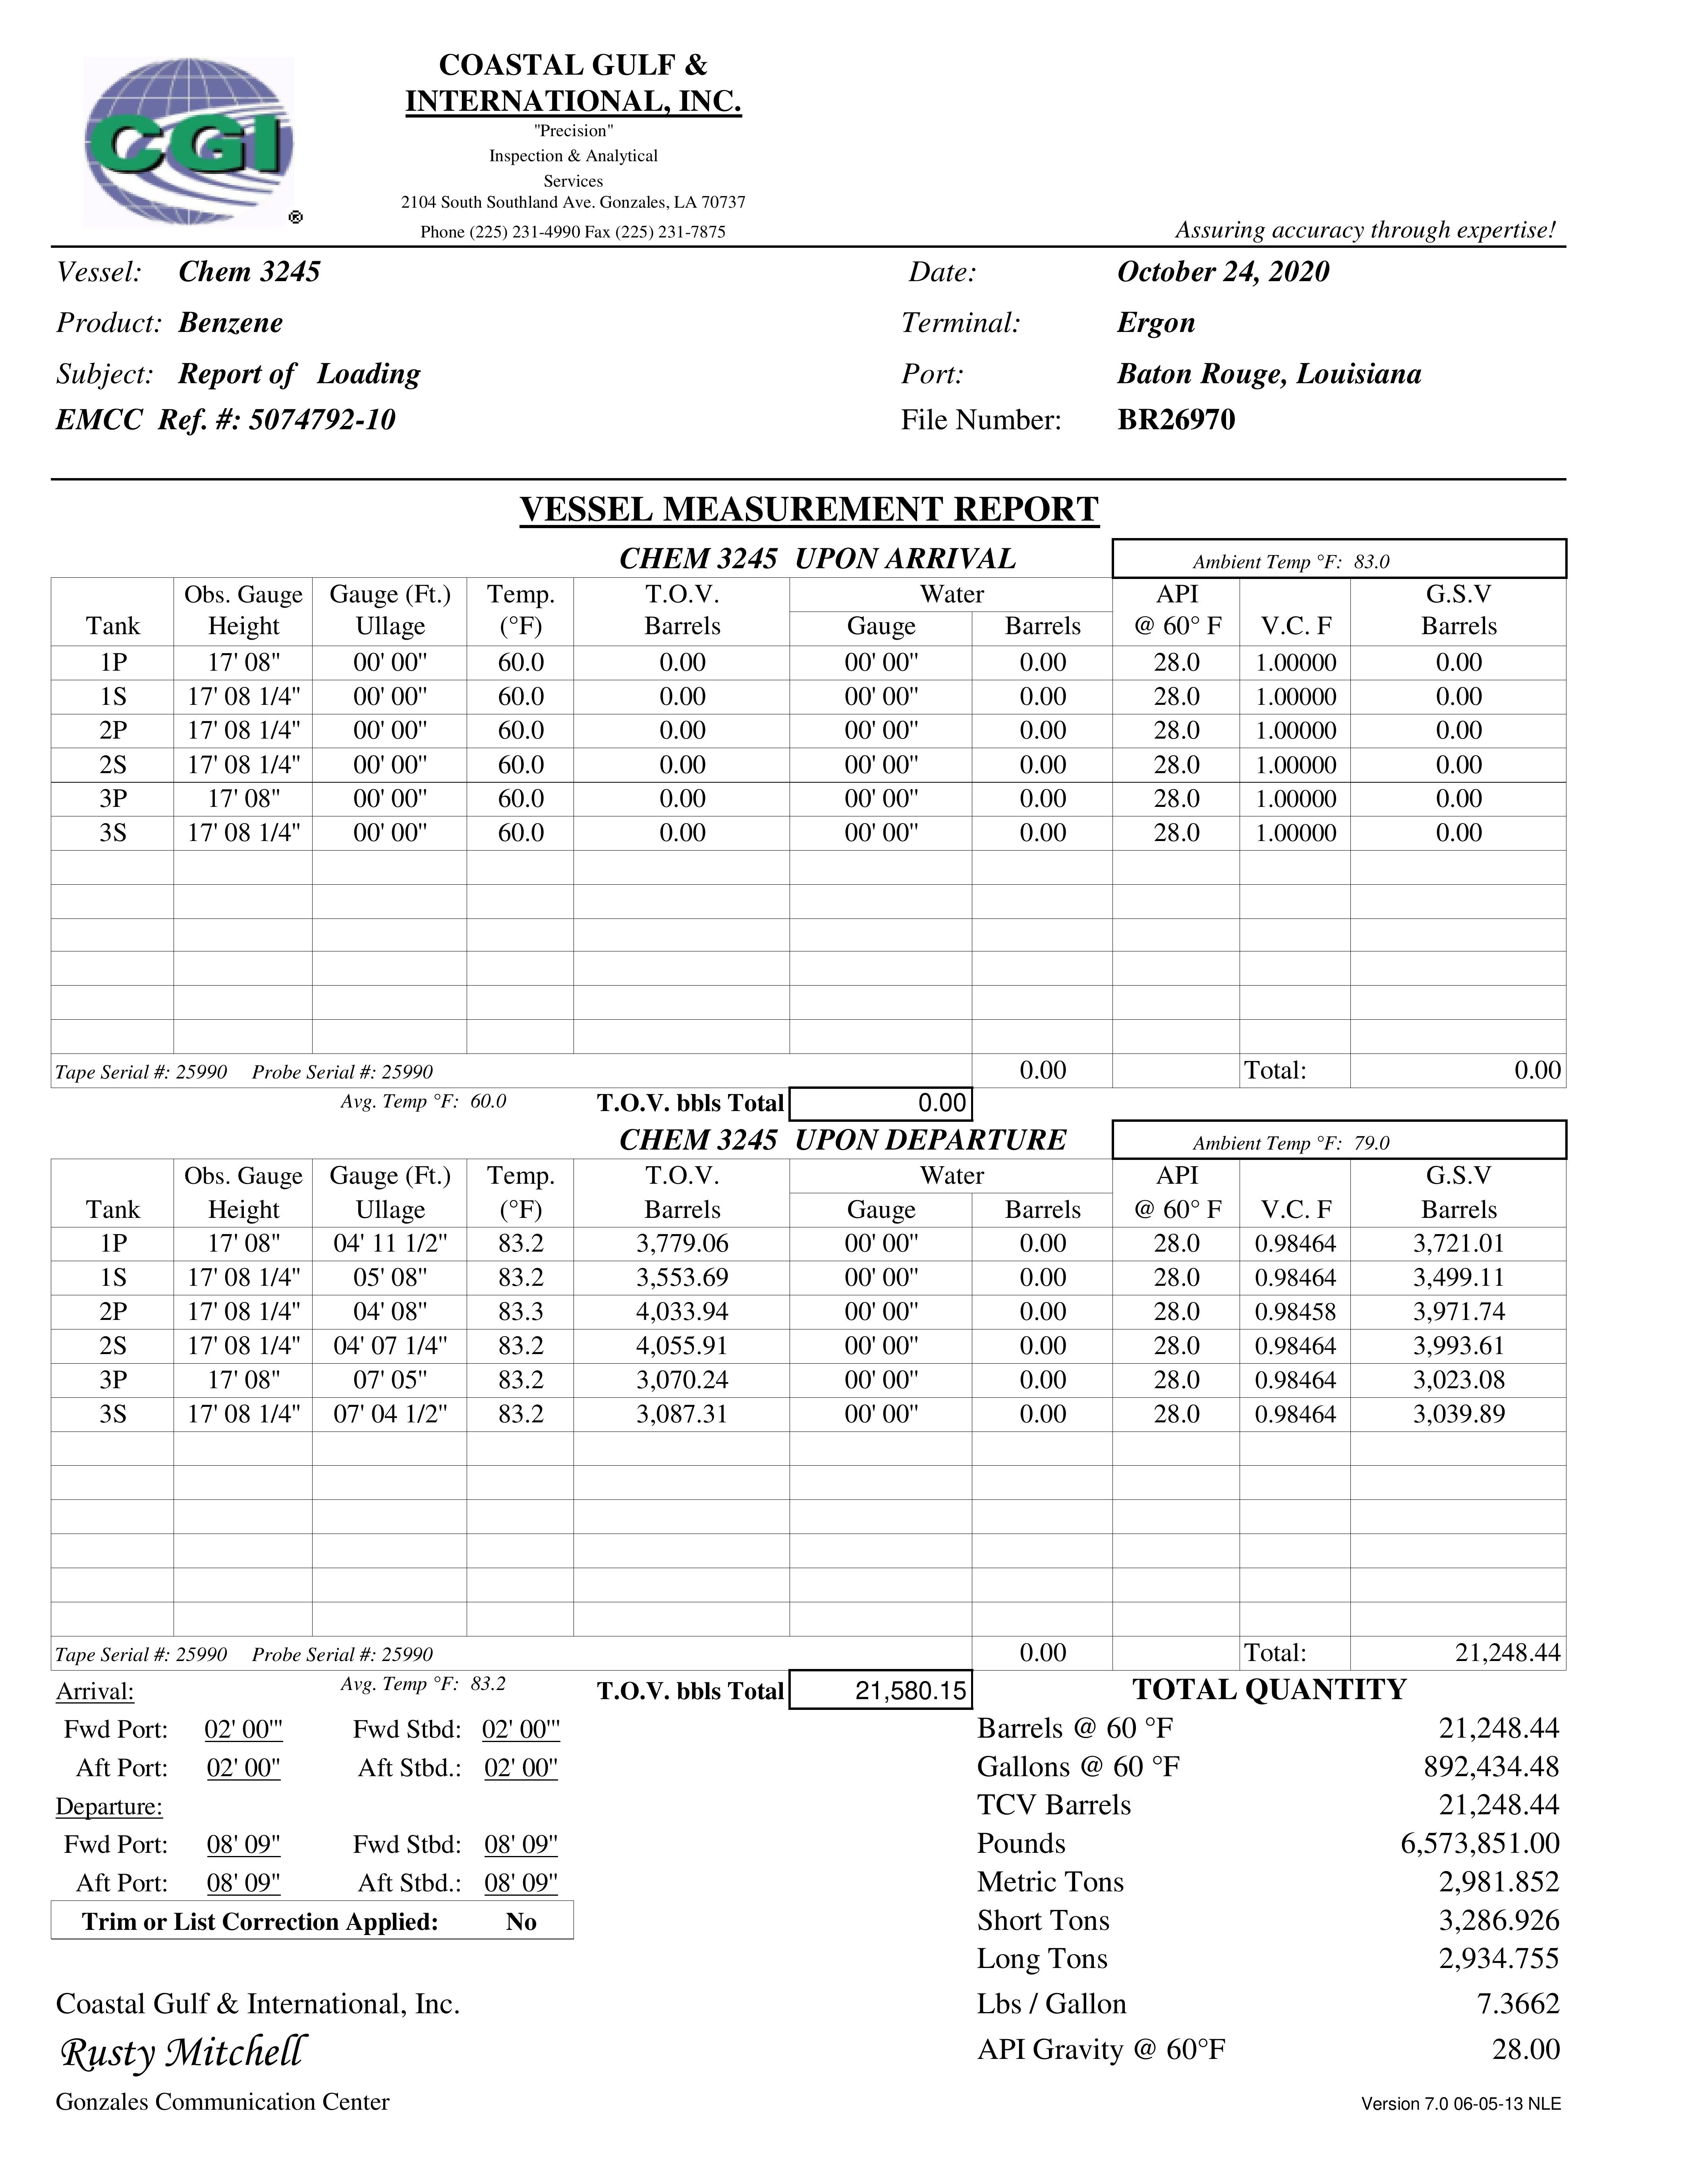 CGI
®
COASTAL GULF &
INTERNATIONAL, INC.
"Precision"
Inspection & Analytical
Services
2104 South Southland Ave. Gonzales, LA 70737
Phone (225) 231-4990 Fax (225) 231-7875
Assuring accuracy through expertise!
Vessel: Chem 3245 Date: October 24, 2020
Product: Benzene Terminal: Ergon
Subject: Report of Loading Port: Baton Rouge, Louisiana
EMCC Ref. #: 5074792-10 File Number: BR26970
VESSEL MEASUREMENT REPORT
CHEM 3245 UPON ARRIVAL Ambient Temp °F: 83.0
Obs. Gauge Gauge (Ft.) Temp. T.O.V. Water API G.S.V
Tank Height Ullage (°F) Barrels Gauge Barrels @ 60° F V.C. F Barrels
1P 17' 08" 00' 00" 60.0 0.00 00' 00" 0.00 28.0 1.00000 0.00
1S 17' 08 1/4" 00' 00" 60.0 0.00 00' 00" 0.00 28.0 1.00000 0.00
2P 17' 08 1/4" 00' 00" 60.0 0.00 00' 00" 0.00 28.0 1.00000 0.00
2S 17' 08 1/4" 00' 00" 60.0 0.00 00' 00" 0.00 28.0 1.00000 0.00
3P 17' 08" 00' 00" 60.0 0.00 00' 00" 0.00 28.0 1.00000 0.00
3S 17' 08 1/4" 00' 00" 60.0 0.00 00' 00" 0.00 28.0 1.00000 0.00
Tape Serial #: 25990 Probe Serial #: 25990 0.00 Total: 0.00
Avg. Temp °F: 60.0 T.O.V. bbls Total 0.00
CHEM 3245 UPON DEPARTURE Ambient Temp °F: 79.0
Obs. Gauge Gauge (Ft.) Temp. T.O.V. Water API G.S.V
Tank Height Ullage (°F) Barrels Gauge Barrels @ 60° F V.C. F Barrels
1P 17' 08" 04' 11 1/2" 83.2 3,779.06 00' 00" 0.00 28.0 0.98464 3,721.01
1S 17' 08 1/4" 05' 08" 83.2 3,553.69 00' 00" 0.00 28.0 0.98464 3,499.11
2P 17' 08 1/4" 04' 08" 83.3 4,033.94 00' 00" 0.00 28.0 0.98458 3,971.74
2S 17' 08 1/4" 04' 07 1/4" 83.2 4,055.91 00' 00" 0.00 28.0 0.98464 3,993.61
3P 17' 08" 07' 05" 83.2 3,070.24 00' 00" 0.00 28.0 0.98464 3,023.08
3S 17' 08 1/4" 07' 04 1/2" 83.2 3,087.31 00' 00" 0.00 28.0 0.98464 3,039.89
Tape Serial #: 25990 Probe Serial #: 25990 0.00 Total: 21,248.44
Arrival: Avg. Temp °F: 83.2 T.O.V. bbls Total 21,580.15 TOTAL QUANTITY
Fwd Port: 02' 00'" Fwd Stbd: 02' 00'" Barrels @ 60 °F 21,248.44
Aft Port: 02' 00" Aft Stbd.: 02' 00" Gallons @ 60 °F 892,434.48
Departure: TCV Barrels 21,248.44
Fwd Port: 08' 09" Fwd Stbd: 08' 09" Pounds 6,573,851.00
Aft Port: 08' 09" Aft Stbd.: 08' 09" Metric Tons 2,981.852
Trim or List Correction Applied: No Short Tons 3,286.926
Long Tons 2,934.755
Coastal Gulf & International, Inc. Lbs / Gallon 7.3662
Rusty Mitchell API Gravity @ 60°F 28.00
Gonzales Communication Center Version 7.0 06-05-13 NLE